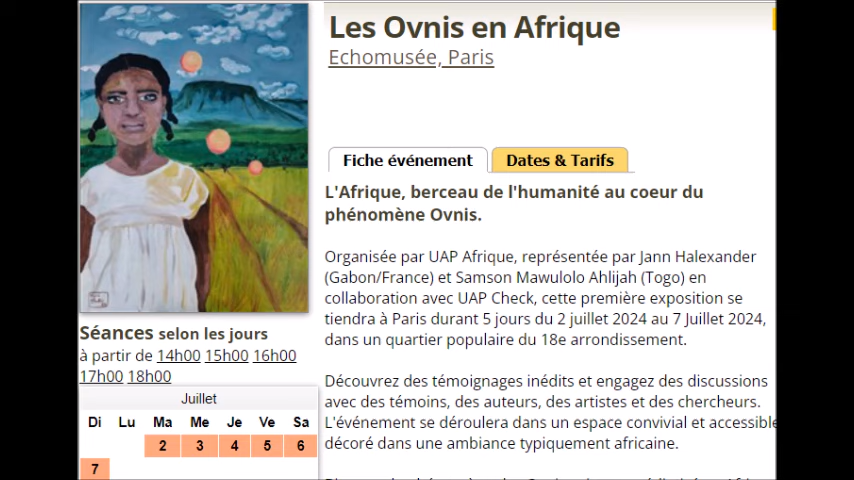 Les Ovnis en Afrique
Echomusée, Paris
Fiche événement
Dates & Tarifs
L'Afrique, berceau de l'humanité au coeur du
phénomène Ovnis.
Organisée par UAP Afrique, représentée par Jann Halexander
(Gabon/France) et Samson Mawulolo Ahlijah (Togo) en
collaboration avec UAP Check, cette première exposition se
tiendra à Paris durant 5 jours du 2 juillet 2024 au 7 Juillet 2024,
dans un quartier populaire du 18e arrondissement.
Découvrez des témoignages inédits et engagez des discussions
avec des témoins, des auteurs, des artistes et des chercheurs.
L'événement se déroulera dans un espace convivial et accessible
décoré dans une ambiance typiquement africaine.
Séances selon les jours
à partir de 14h00 15h00 16h00
17h00 18h00
Juillet
Di Lu Ma Me Je Ve Sa
2 3 4 5 6
7